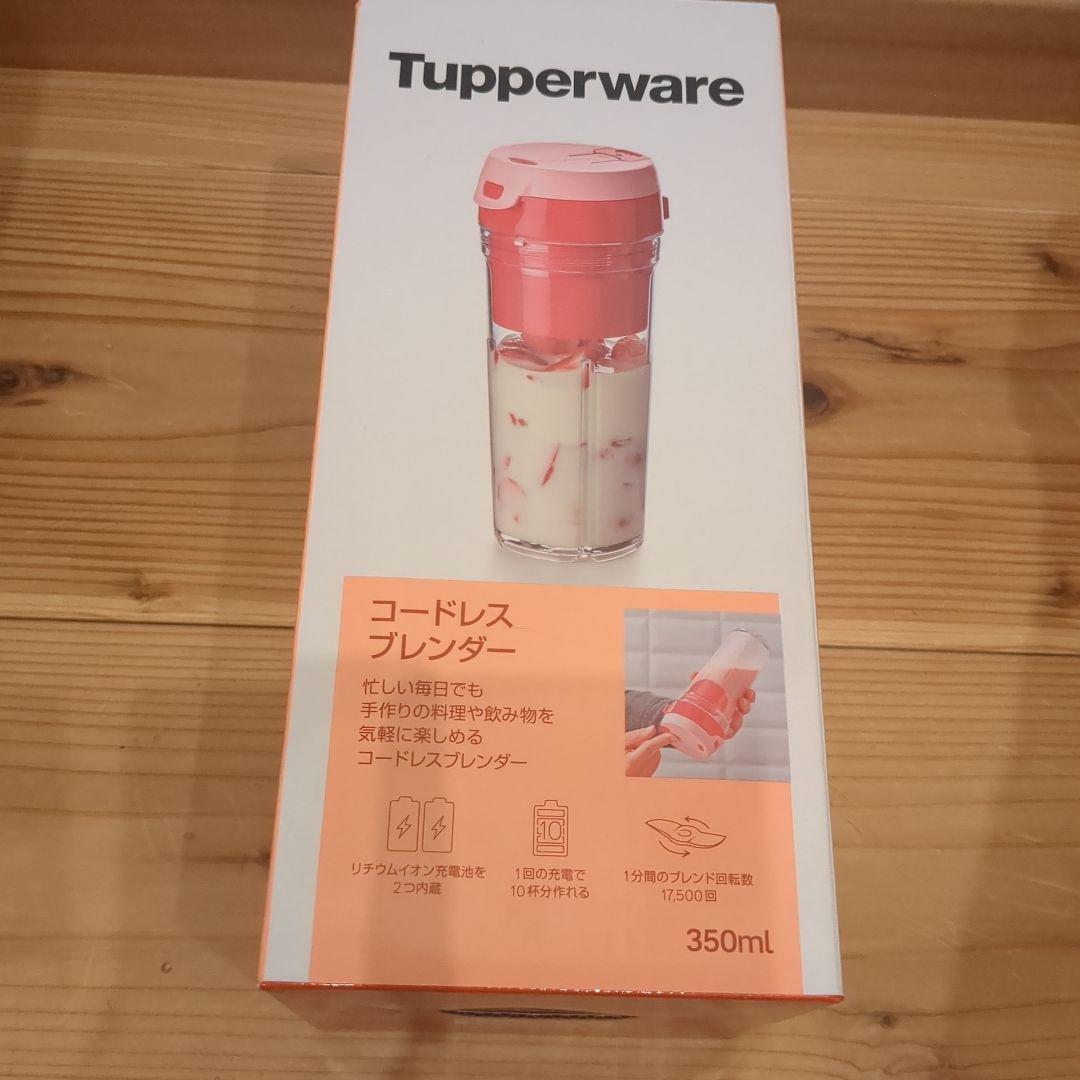 Tupperware
コードレス
ブレンダー
忙しい毎日でも
手作りの料理や飲み物を
気軽に楽しめる
コードレスブレンダー
10
リチウムイオン充電池を
2つ内蔵
1回の充電で
10杯分作れる
1分間のブレンド回転数
17,500回
350ml